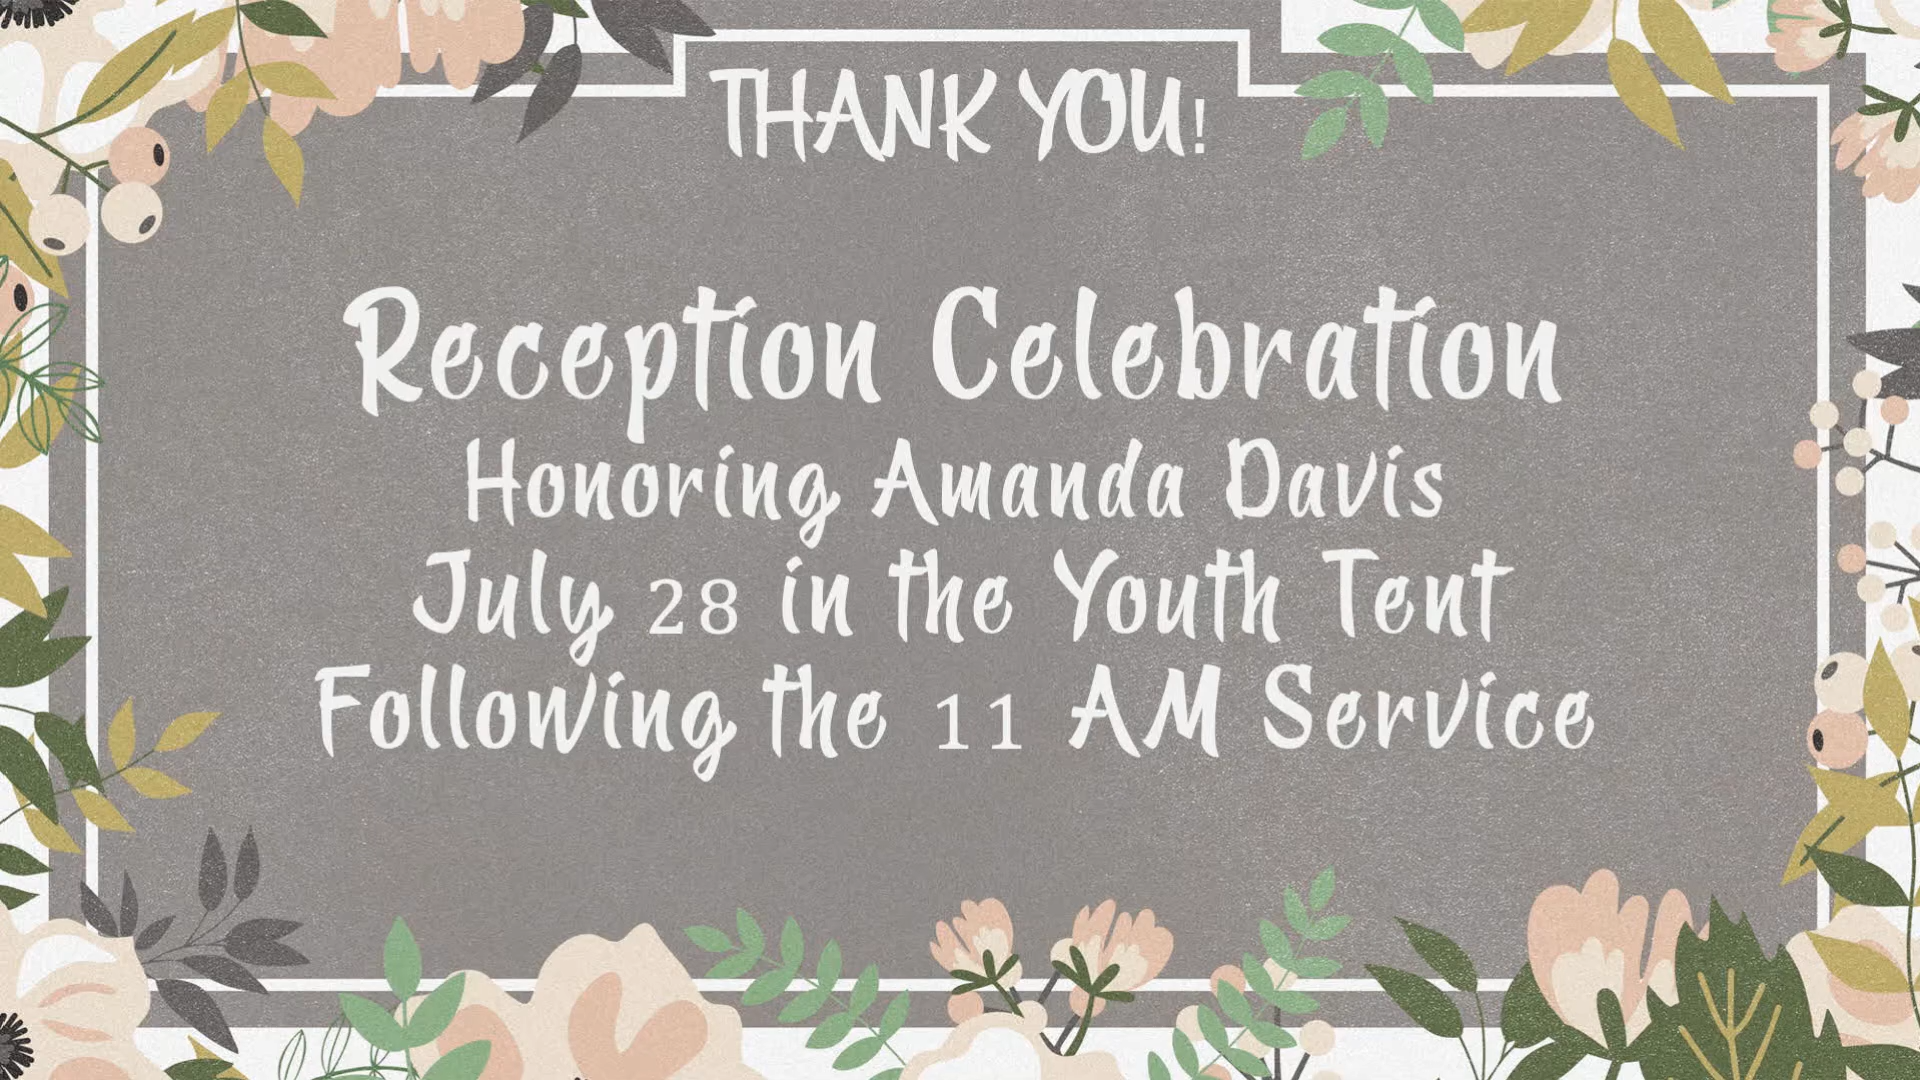 THANK YOU!
Reception Celebration
Honoring Amanda Davis
July 28 in the Youth Tent
Following the 11 AM Service